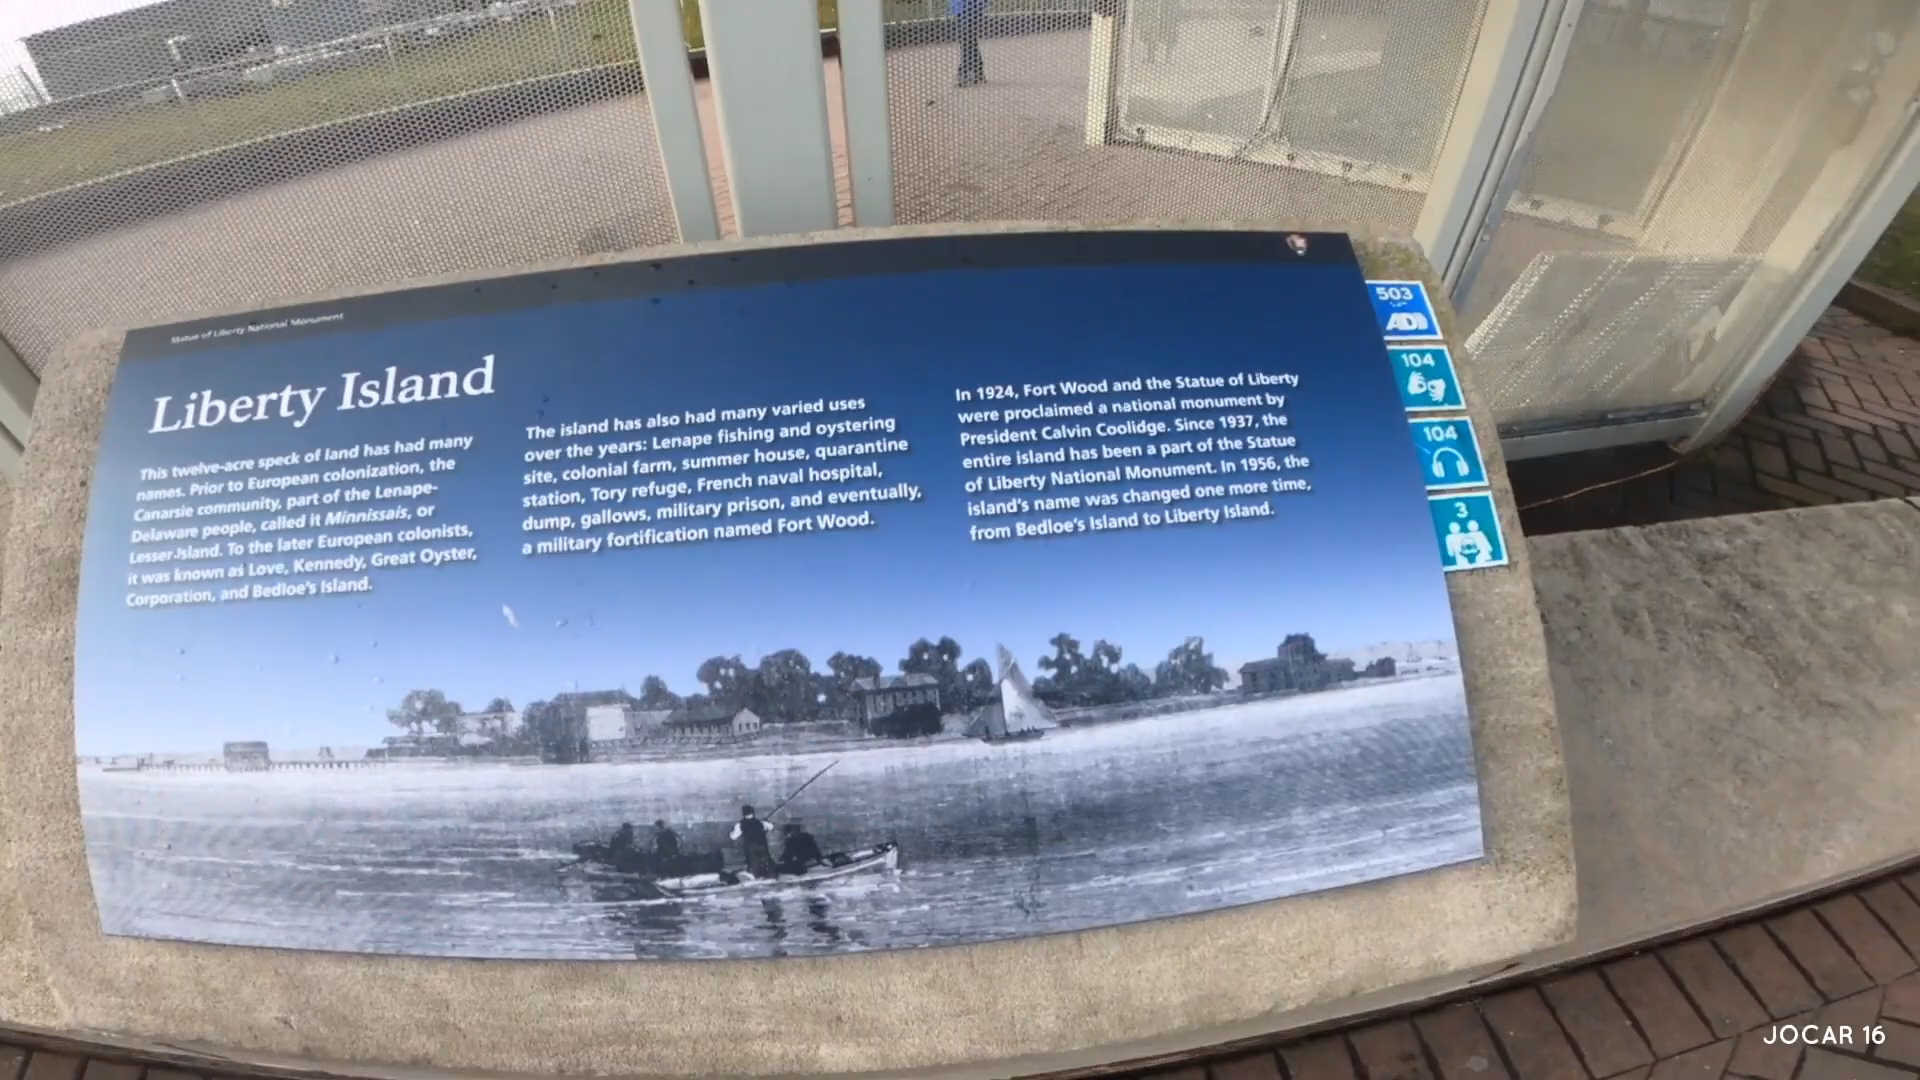 Statue of Liberty National Monument
Liberty Island
This twelve-acre speck of land has had many
names. Prior to European colonization, the
Canarsie community, part of the Lenape-
Delaware people, called it Minnissais, or
Lesser-Island. To the later European colonists,
it was known as Love, Kennedy, Great Oyster,
Corporation, and Bedloe's Island.
The island has also had many varied uses
over the years: Lenape fishing and oystering
site, colonial farm, summer house, quarantine
station, Tory refuge, French naval hospital,
dump, gallows, military prison, and eventually,
a military fortification named Fort Wood.
In 1924, Fort Wood and the Statue of Liberty
were proclaimed a national monument by
President Calvin Coolidge. Since 1937, the
entire island has been a part of the Statue
of Liberty National Monument. In 1956, the
island's name was changed one more time,
from Bedloe's Island to Liberty Island.
503
AD
104
104
3
JOCAR 16